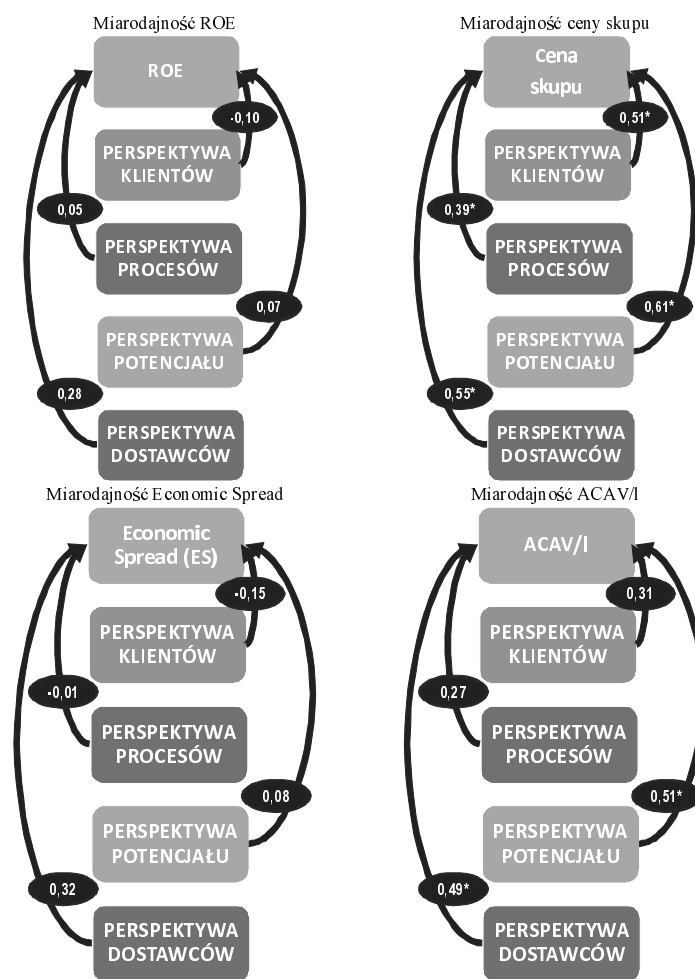 Miarodajność ROE
ROE
-0,10
PERSPEKTYWA
KLIENTÓW
0,05
PERSPEKTYWA
PROCESÓW
0,07
PERSPEKTYWA
POTENCJAŁU
0,28
PERSPEKTYWA
DOSTAWCÓW
Miarodajność ceny skupu
Cena
skupu
0,51*
PERSPEKTYWA
KLIENTÓW
0,39*
PERSPEKTYWA
PROCESÓW
0,61*
PERSPEKTYWA
POTENCJAŁU
0,55*
PERSPEKTYWA
DOSTAWCÓW
Miarodajność Economic Spread
Economic
Spread (ES)
-0,15
PERSPEKTYWA
KLIENTÓW
-0,01
PERSPEKTYWA
PROCESÓW
0,08
PERSPEKTYWA
POTENCJAŁU
0,32
PERSPEKTYWA
DOSTAWCÓW
Miarodajność ACAV/l
ACAV/l
0,31
PERSPEKTYWA
KLIENTÓW
0,27
PERSPEKTYWA
PROCESÓW
0,51*
PERSPEKTYWA
POTENCJAŁU
0,49*
PERSPEKTYWA
DOSTAWCÓW